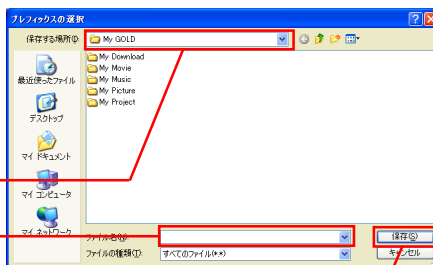 プレフィックスの選択
保存する場所(I):
My GOLD
My Download
My Movie
My Music
My Picture
My Project
最近使ったファイル
デスクトップ
マイ ドキュメント
マイ コンピュータ
マイ ネットワーク
ファイル名(N):
保存(S)
ファイルの種類(T):
すべてのファイル(*.*)
キャンセル